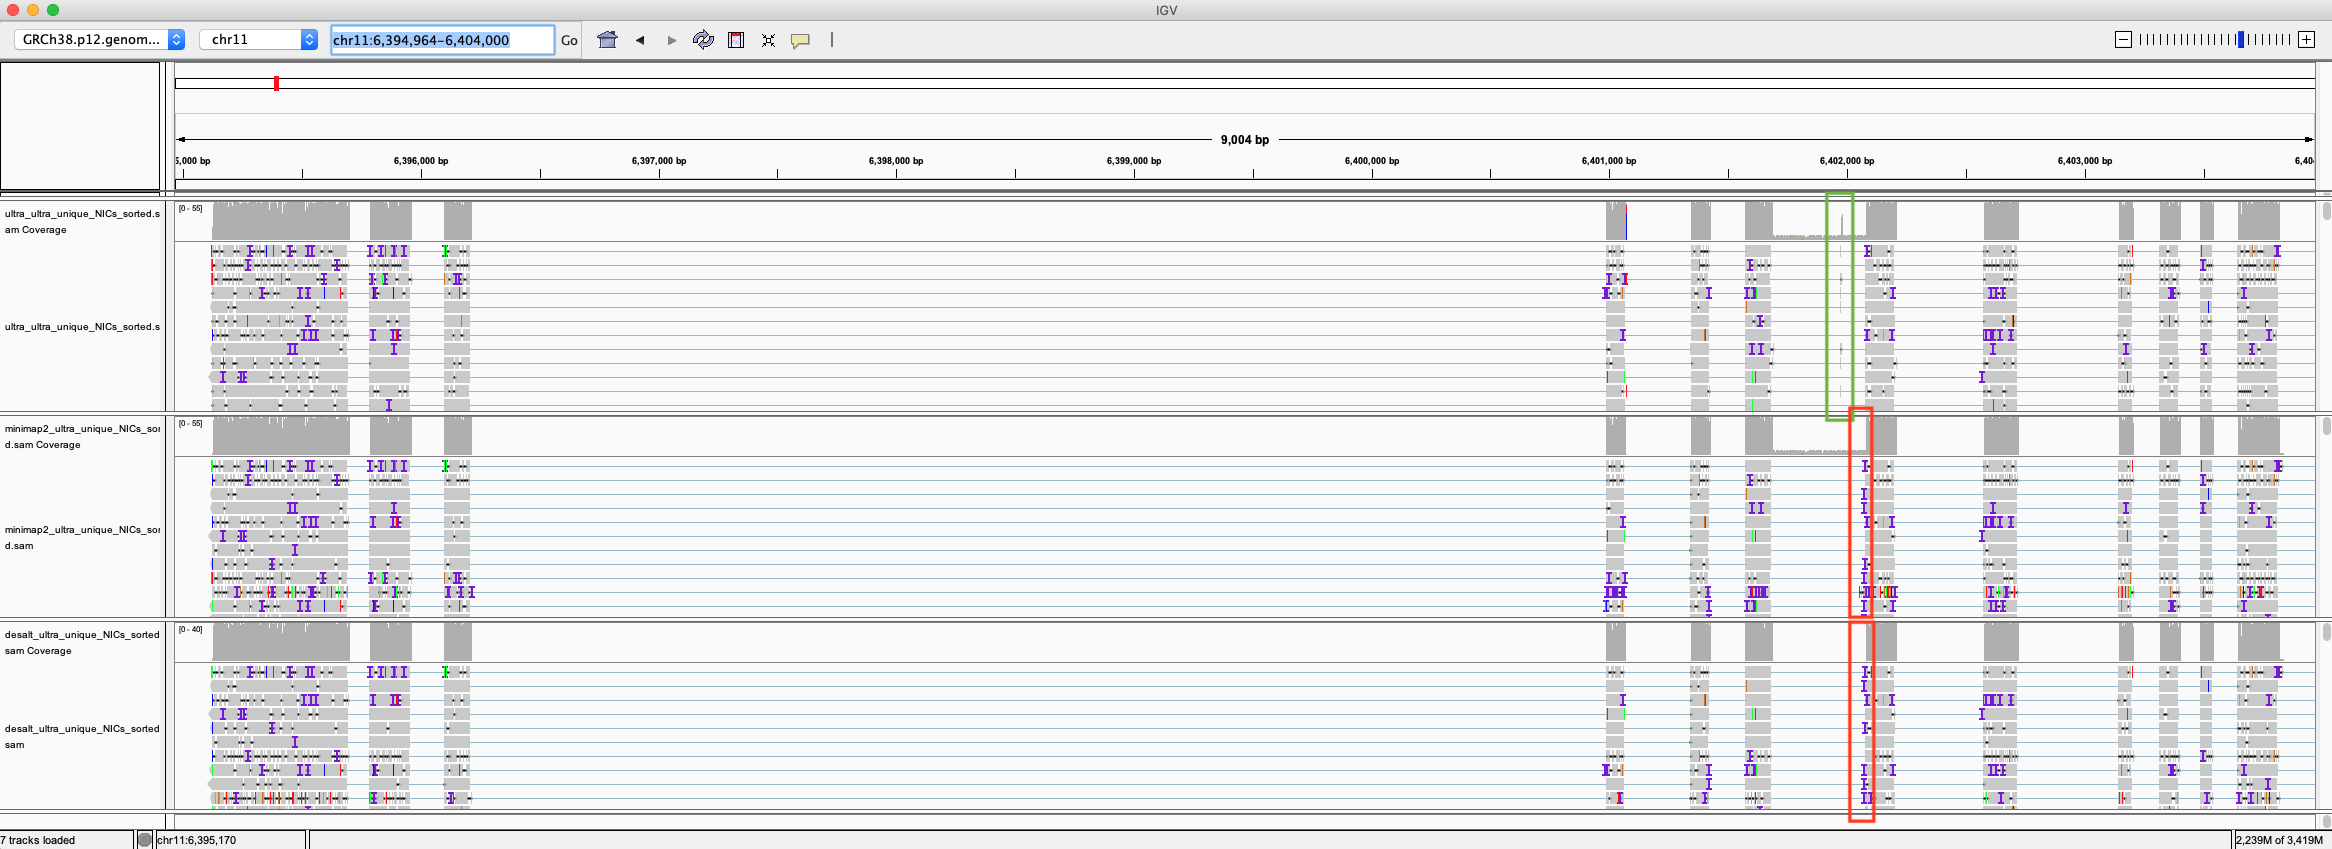 IGV
GRCh38.p12.genom... chr11 chr11:6,394,964-6,404,000 Go
9,004 bp
5,000 bp 6,396,000 bp 6,397,000 bp 6,398,000 bp 6,399,000 bp 6,400,000 bp 6,401,000 bp 6,402,000 bp 6,403,000 bp 6,40
ultra_ultra_unique_NICs_sorted.s
am Coverage
[0 - 55]
ultra_ultra_unique_NICs_sorted.s
minimap2_ultra_unique_NICs_sor
d.sam Coverage
[0 - 55]
minimap2_ultra_unique_NICs_sor
d.sam
desalt_ultra_unique_NICs_sorted
sam Coverage
[0 - 40]
desalt_ultra_unique_NICs_sorted
sam
7 tracks loaded chr11:6,395,170 2,239M of 3,419M